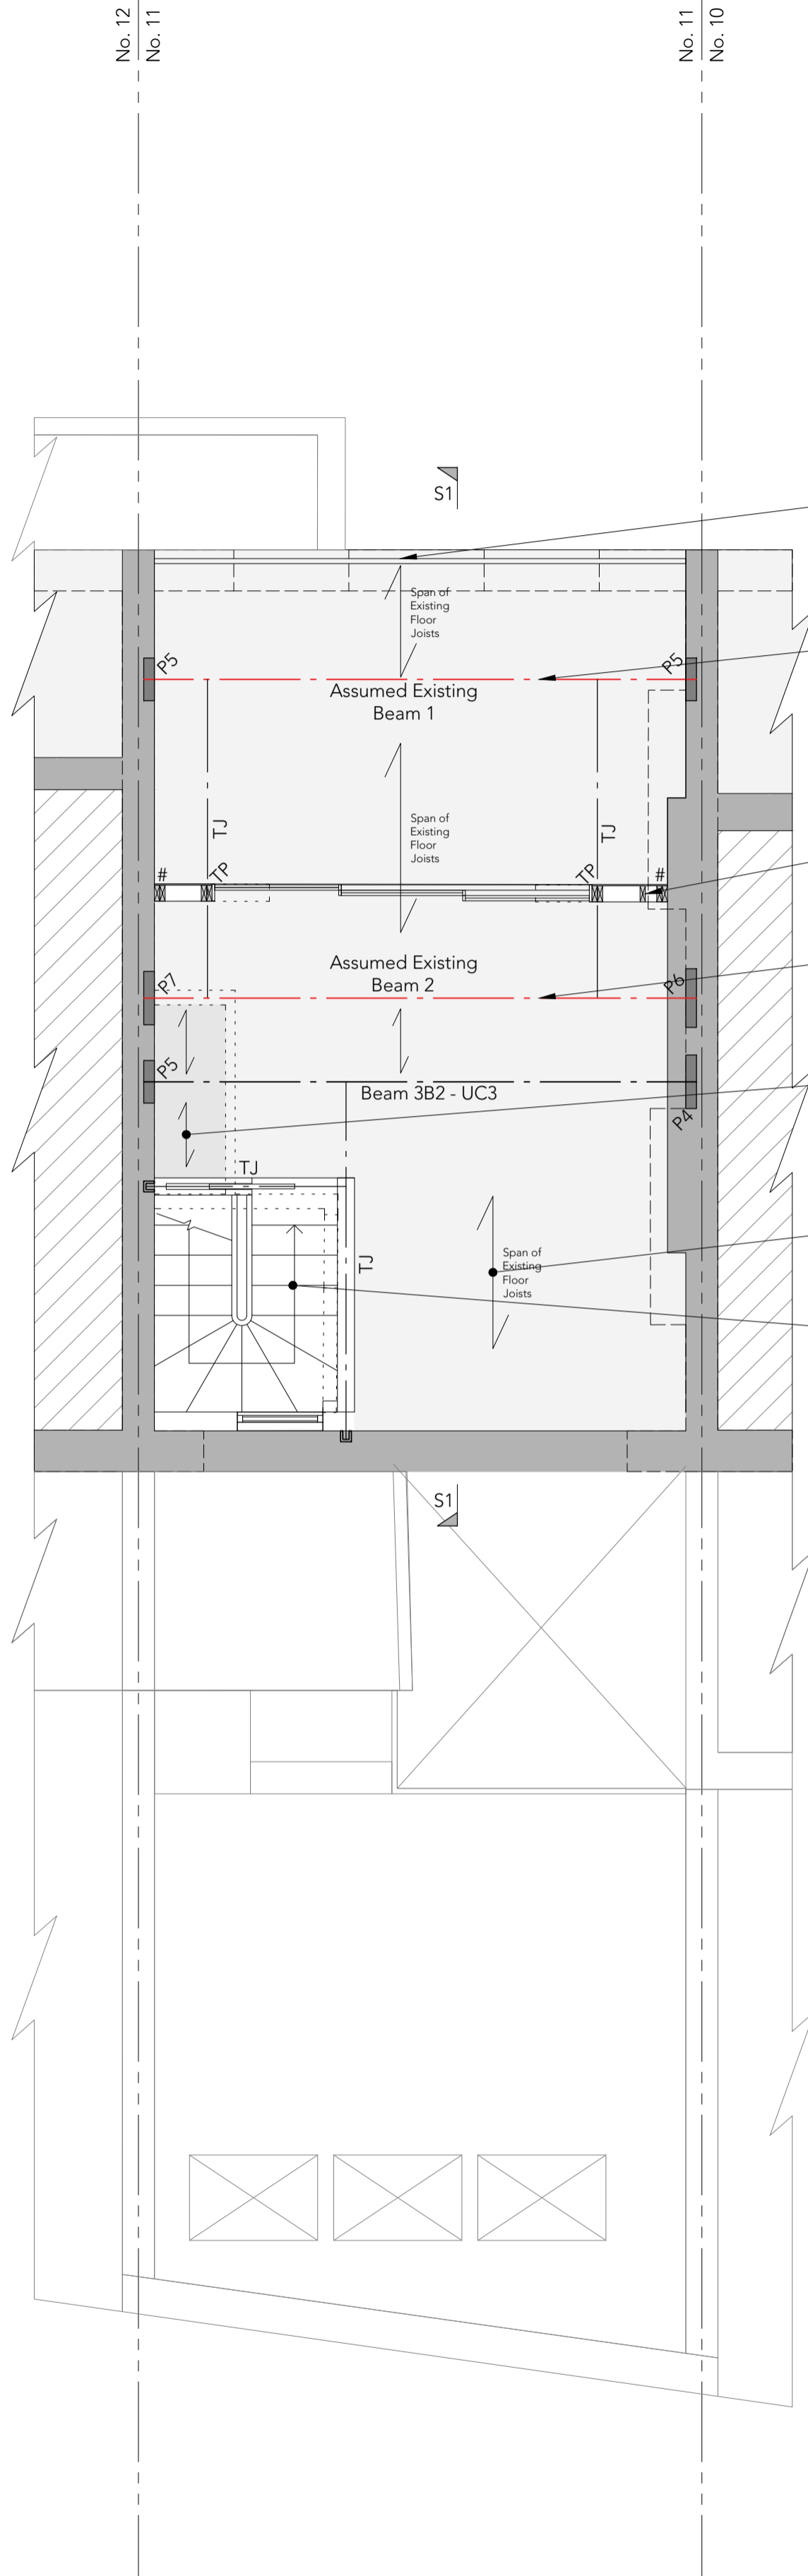 No. 12
No. 11
No. 11
No. 10
S1
Span of
Existing
Floor
Joists
P5
P5
Assumed Existing
Beam 1
Span of
Existing
Floor
Joists
TJ
TJ
#
TP
TP
#
Assumed Existing
Beam 2
P7
P6
P5
Beam 3B2 - UC3
P4
TJ
TJ
Span of
Existing
Floor
Joists
S1